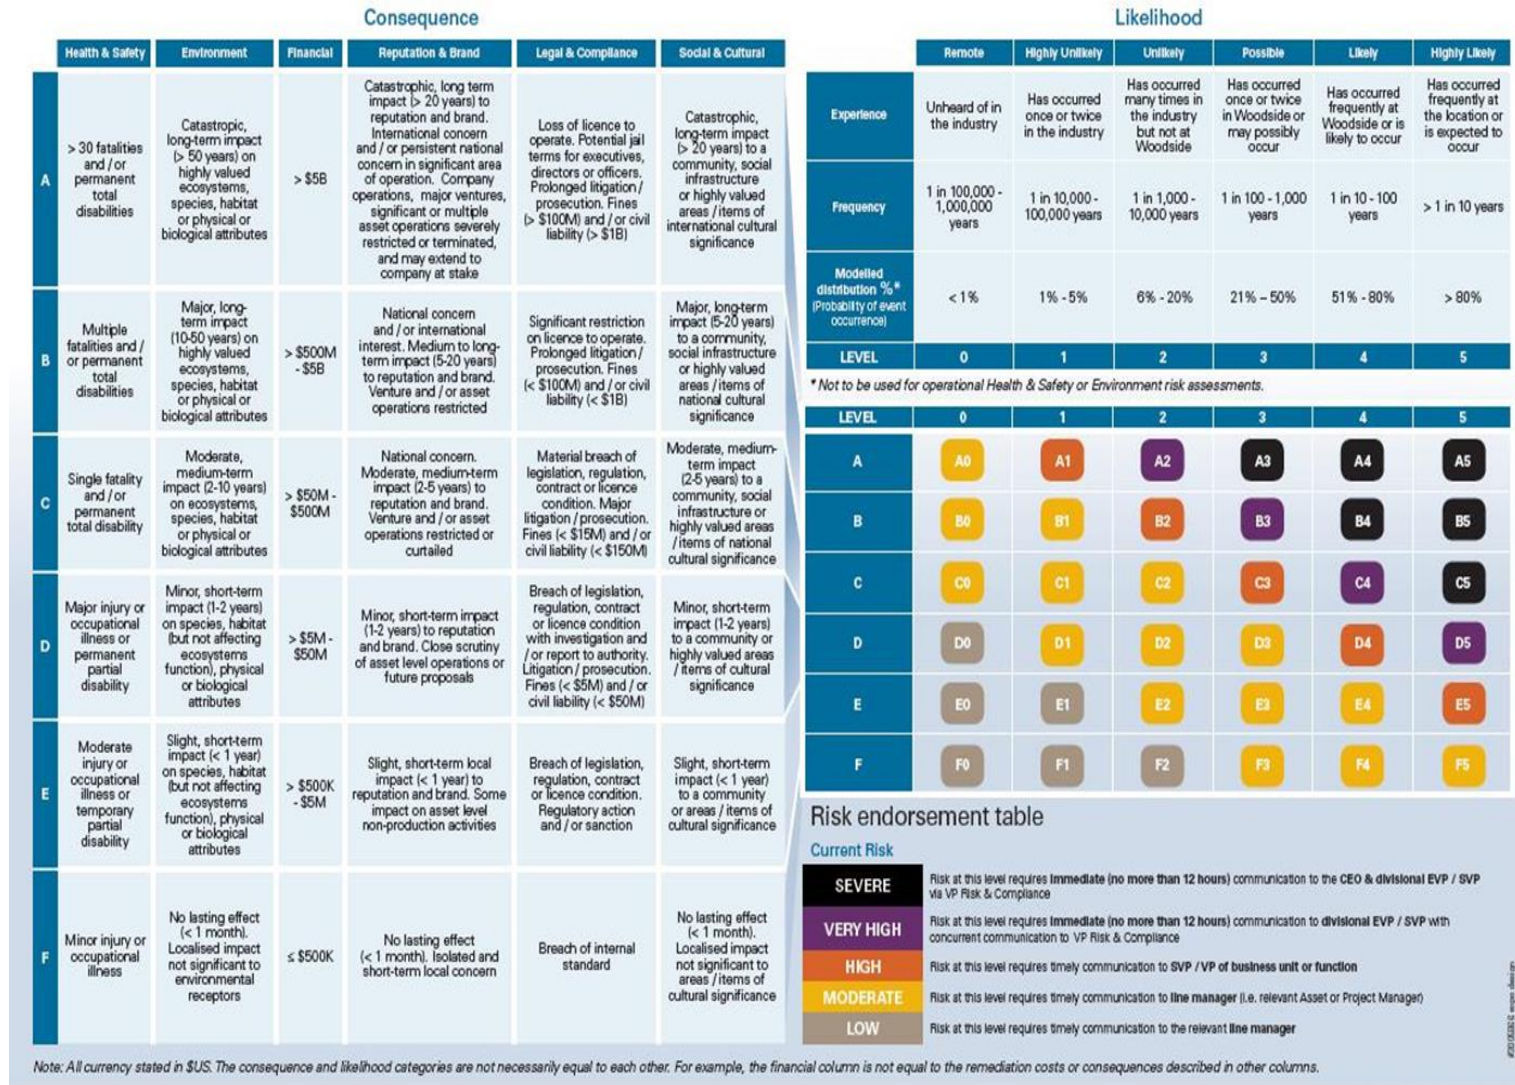 Consequence
Health & Safety
Environment
Financial
Reputation & Brand
Legal & Compliance
Social & Cultural
A
> 30 fatalities
and / or
permanent
total
disabilities
Catastropic,
long-term impact
(> 50 years) on
highly valued
ecosystems,
species, habitat
or physical or
biological attributes
> $5B
Catastrophic, long term
impact (> 20 years) to
reputation and brand.
International concern
and / or persistent national
concern in significant area
of operation. Company
operations, major ventures,
significant or multiple
asset operations severely
restricted or terminated,
and may extend to
company at stake
Loss of licence to
operate. Potential jail
terms for executives,
directors or officers.
Prolonged litigation /
prosecution. Fines
(> $100M) and / or civil
liability (> $1B)
Catastrophic,
long-term impact
(> 20 years) to a
community, social
infrastructure
or highly valued
areas / items of
international cultural
significance
B
Multiple
fatalities and /
or permanent
total
disabilities
Major, long-
term impact
(10-50 years) on
highly valued
ecosystems,
species, habitat
or physical or
biological attributes
> $500M
- $5B
National concern
and / or international
interest. Medium to long-
term impact (5-20 years)
to reputation and brand.
Venture and / or asset
operations restricted
Significant restriction
on licence to operate.
Prolonged litigation /
prosecution. Fines
(< $100M) and / or civil
liability (< $1B)
Major, long-term
impact (5-20 years)
to a community,
social infrastructure
or highly valued
areas / items of
national cultural
significance
C
Single fatality
and / or
permanent
total disability
Moderate,
medium-term
impact (2-10 years)
on ecosystems,
species, habitat
or physical or
biological attributes
> $50M -
$500M
National concern.
Moderate, medium-term
impact (2-5 years) to
reputation and brand.
Venture and / or asset
operations restricted or
curtailed
Material breach of
legislation, regulation,
contract or licence
condition. Major
litigation / prosecution.
Fines (< $15M) and / or
civil liability (< $150M)
Moderate, medium-
term impact
(2-5 years) to a
community, social
infrastructure or
highly valued areas
/ items of national
cultural significance
D
Major injury or
occupational
illness or
permanent
partial
disability
Minor, short-term
impact (1-2 years)
on species, habitat
(but not affecting
ecosystems
function), physical
or biological
attributes
> $5M -
$50M
Minor, short-term impact
(1-2 years) to reputation
and brand. Close scrutiny
of asset level operations or
future proposals
Breach of legislation,
regulation, contract
or licence condition
with investigation and
/ or report to authority.
Litigation / prosecution.
Fines (< $5M) and / or
civil liability (< $50M)
Minor, short-term
impact (1-2 years)
to a community or
highly valued areas
/ items of cultural
significance
E
Moderate
injury or
occupational
illness or
temporary
partial
disability
Slight, short-term
impact (< 1 year)
on species, habitat
(but not affecting
ecosystems
function), physical
or biological
attributes
> $500K
- $5M
Slight, short-term local
impact (< 1 year) to
reputation and brand. Some
impact on asset level
non-production activities
Breach of legislation,
regulation, contract
or licence condition.
Regulatory action
and / or sanction
Slight, short-term
impact (< 1 year)
to a community
or areas / items of
cultural significance
F
Minor injury or
occupational
illness
No lasting effect
(< 1 month).
Localised impact
not significant to
environmental
receptors
≤ $500K
No lasting effect
(< 1 month). Isolated and
short-term local concern
Breach of internal
standard
No lasting effect
(< 1 month).
Localised impact
not significant to
areas / items of
cultural significance
Likelihood
Remote
Highly Unlikely
Unlikely
Possible
Likely
Highly Likely
Experience
Unheard of in
the industry
Has occurred
once or twice
in the industry
Has occurred
many times in
the industry
but not at
Woodside
Has occurred
once or twice
in Woodside or
may possibly
occur
Has occurred
frequently at
Woodside or is
likely to occur
Has occurred
frequently at
the location or
is expected to
occur
Frequency
1 in 100,000 -
1,000,000
years
1 in 10,000 -
100,000 years
1 in 1,000 -
10,000 years
1 in 100 - 1,000
years
1 in 10 - 100
years
> 1 in 10 years
Modelled
distribution %*
(Probability of event
occurrence)
< 1%
1% - 5%
6% - 20%
21% – 50%
51% - 80%
> 80%
LEVEL 0 1 2 3 4 5
* Not to be used for operational Health & Safety or Environment risk assessments.
LEVEL 0 1 2 3 4 5
A A0 A1 A2 A3 A4 A5
B B0 B1 B2 B3 B4 B5
C C0 C1 C2 C3 C4 C5
D D0 D1 D2 D3 D4 D5
E E0 E1 E2 E3 E4 E5
F F0 F1 F2 F3 F4 F5
Risk endorsement table
Current Risk
SEVERE
Risk at this level requires immediate (no more than 12 hours) communication to the CEO & divisional EVP / SVP
via VP Risk & Compliance
VERY HIGH
Risk at this level requires immediate (no more than 12 hours) communication to divisional EVP / SVP with
concurrent communication to VP Risk & Compliance
HIGH
Risk at this level requires timely communication to SVP / VP of business unit or function
MODERATE
Risk at this level requires timely communication to line manager (i.e. relevant Asset or Project Manager)
LOW
Risk at this level requires timely communication to the relevant line manager
Note: All currency stated in $US. The consequence and likelihood categories are not necessarily equal to each other. For example, the financial column is not equal to the remediation costs or consequences described in other columns.